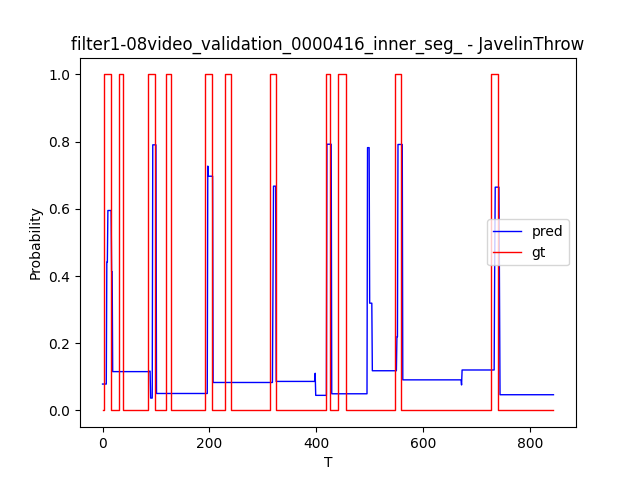 filter1-08video_validation_0000416_inner_seg_ - JavelinThrow
1.0
0.8
0.6
0.4
0.2
0.0
Probability
pred
gt
0 200 400 600 800
T